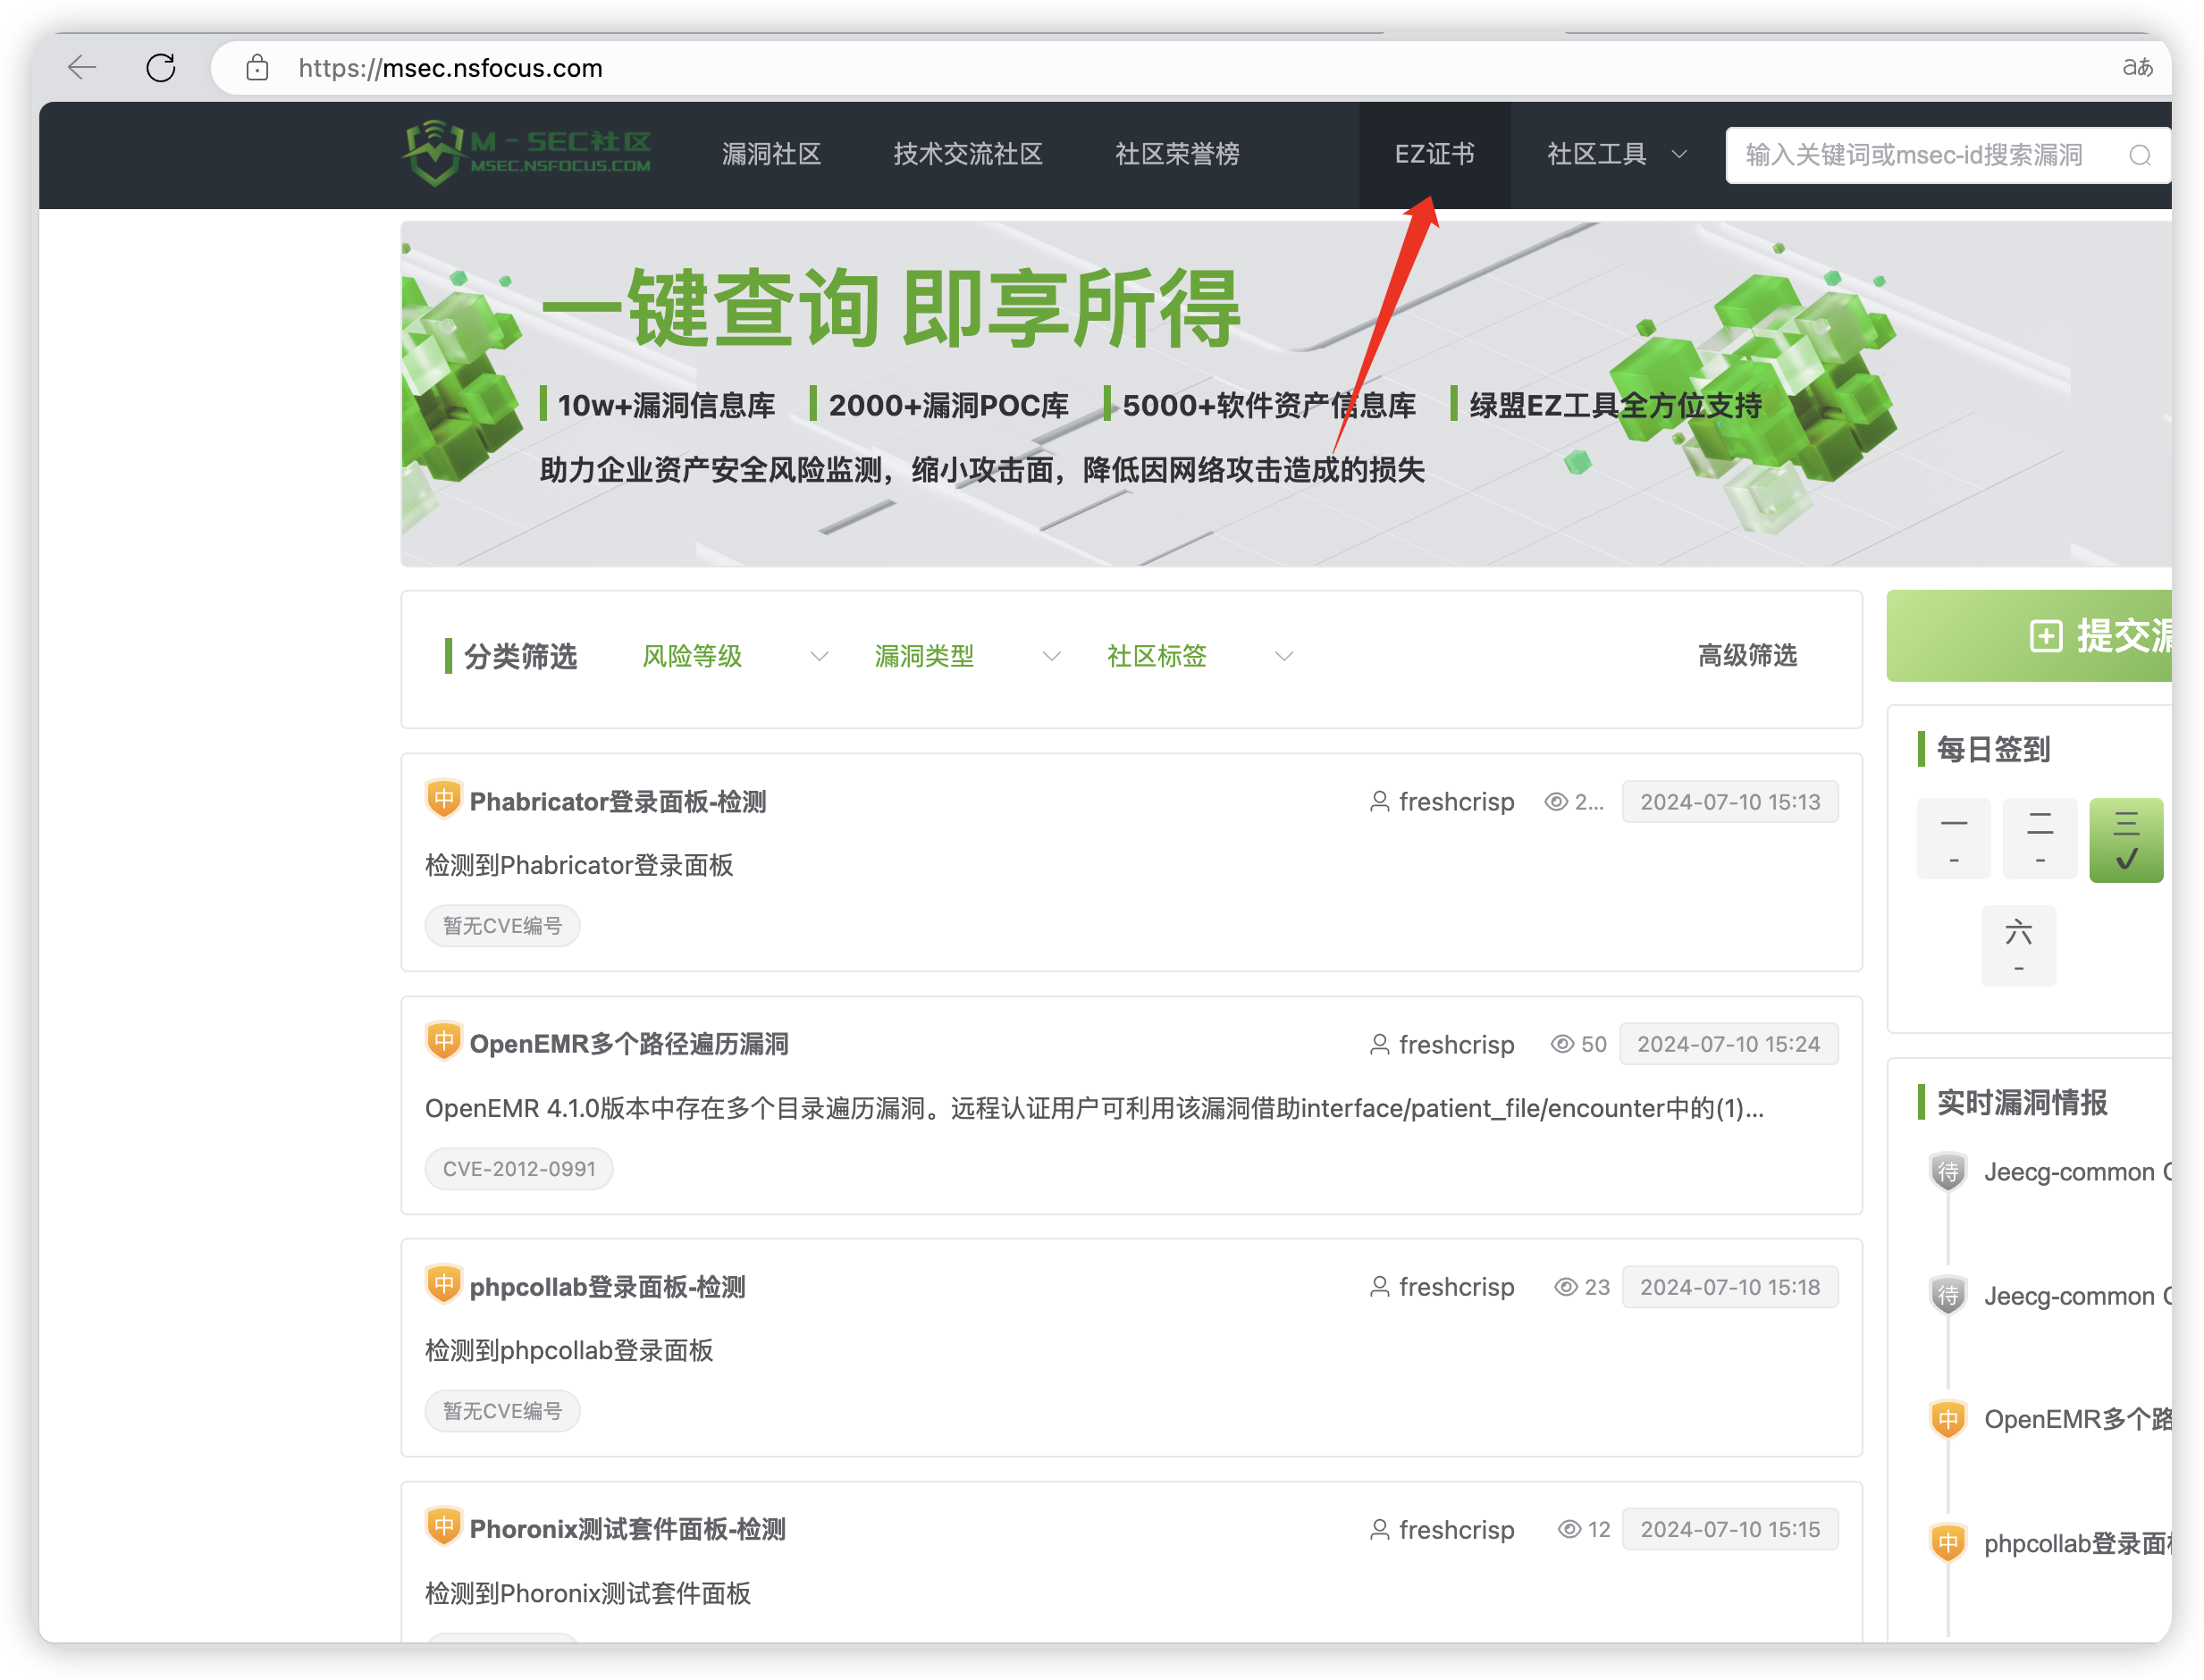 https://msec.nsfocus.com
aあ
M - SEC社区
MSEC.NSFOCUS.COM
漏洞社区
技术交流社区
社区荣誉榜
EZ证书
社区工具
输入关键词或msec-id搜索漏洞
一键查询 即享所得
10w+漏洞信息库
2000+漏洞POC库
5000+软件资产信息库
绿盟EZ工具全方位支持
助力企业资产安全风险监测，缩小攻击面，降低因网络攻击造成的损失
分类筛选
风险等级
漏洞类型
社区标签
高级筛选
中 Phabricator登录面板-检测
freshcrisp
2...
2024-07-10 15:13
检测到Phabricator登录面板
暂无CVE编号
中 OpenEMR多个路径遍历漏洞
freshcrisp
50
2024-07-10 15:24
OpenEMR 4.1.0版本中存在多个目录遍历漏洞。远程认证用户可利用该漏洞借助interface/patient_file/encounter中的(1)...
CVE-2012-0991
中 phpcollab登录面板-检测
freshcrisp
23
2024-07-10 15:18
检测到phpcollab登录面板
暂无CVE编号
中 Phoronix测试套件面板-检测
freshcrisp
12
2024-07-10 15:15
检测到Phoronix测试套件面板
提交漏
每日签到
一
-
二
-
三
六
-
实时漏洞情报
待 Jeecg-common
待 Jeecg-common
中 OpenEMR多个路
中 phpcollab登录面